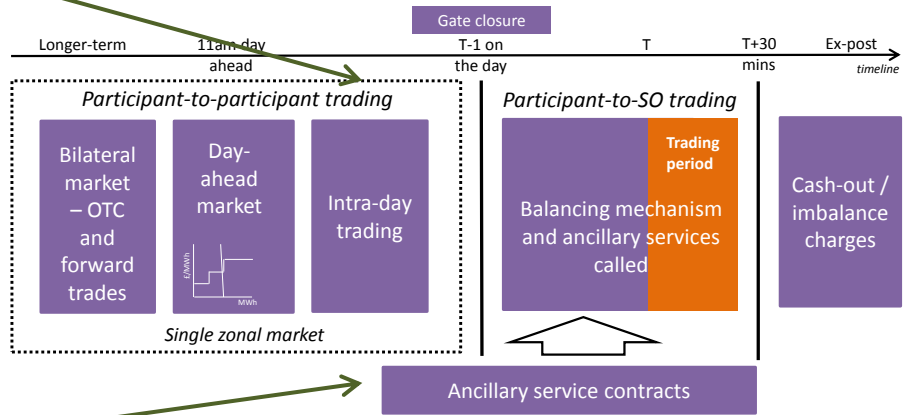 Gate closure
Longer-term
11am day
ahead
T-1 on
the day
T
T+30
mins
Ex-post
timeline
Participant-to-participant trading
Participant-to-SO trading
Bilateral
market
– OTC
and
forward
trades
Day-
ahead
market
£/MWh
MWh
Intra-day
trading
Trading
period
Balancing mechanism
and ancillary services
called
Cash-out /
imbalance
charges
Single zonal market
Ancillary service contracts